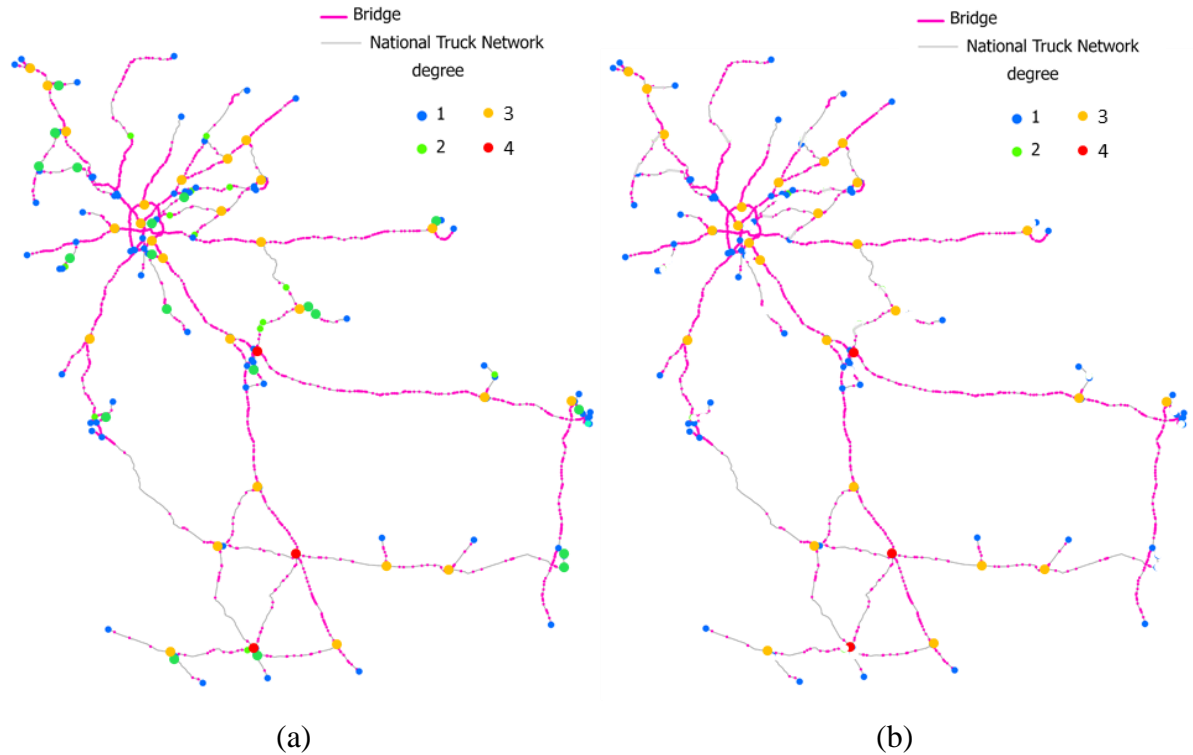 Bridge
National Truck Network
degree
1 3
2 4
(a)
Bridge
National Truck Network
degree
1 3
2 4
(b)